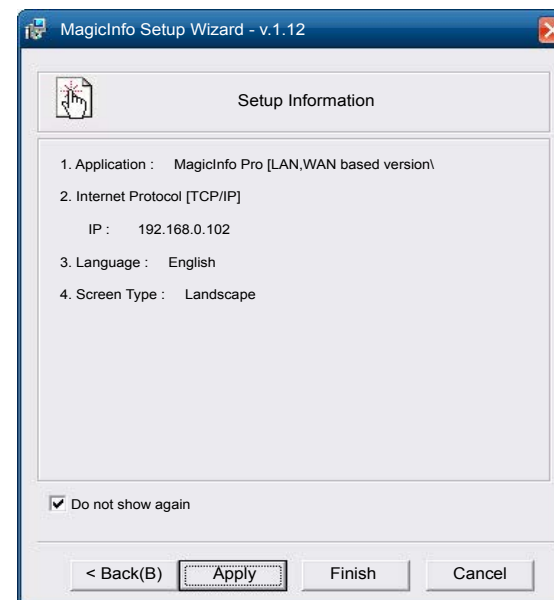 MagicInfo Setup Wizard - v.1.12
Setup Information
1. Application : MagicInfo Pro [LAN,WAN based version\
2. Internet Protocol [TCP/IP]
IP : 192.168.0.102
3. Language : English
4. Screen Type : Landscape
Do not show again
< Back(B) Apply Finish Cancel